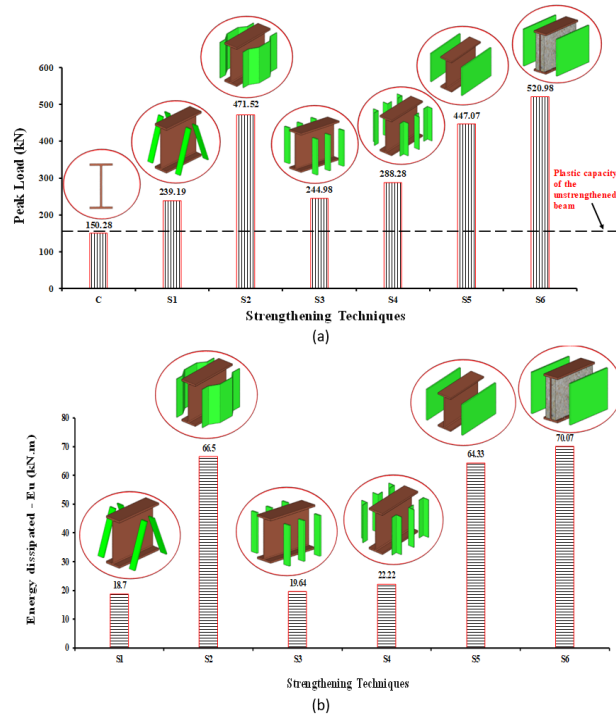 600
500
400
300
200
100
0
Peak Load (kN)
150.28
239.19
471.52
244.98
288.28
447.07
520.98
Plastic capacity
of the
unstrengthened
beam
C S1 S2 S3 S4 S5 S6
Strengthening Techniques
(a)
80
70
60
50
40
30
20
10
0
Energy dissipated - Eu (kN.m)
18.7
66.5
19.64
22.22
64.33
70.07
S1 S2 S3 S4 S5 S6
Strengthening Techniques
(b)